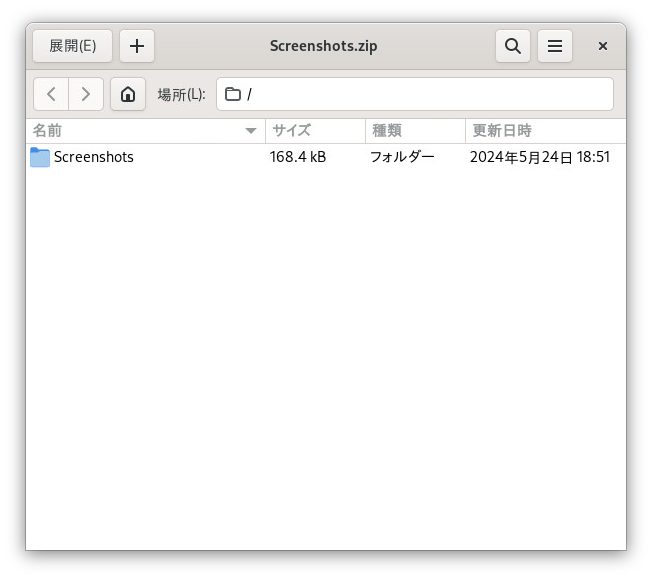 展開(E) Screenshots.zip
場所(L): /
名前 サイズ 種類 更新日時
Screenshots 168.4 kB フォルダー 2024年5月24日 18:51